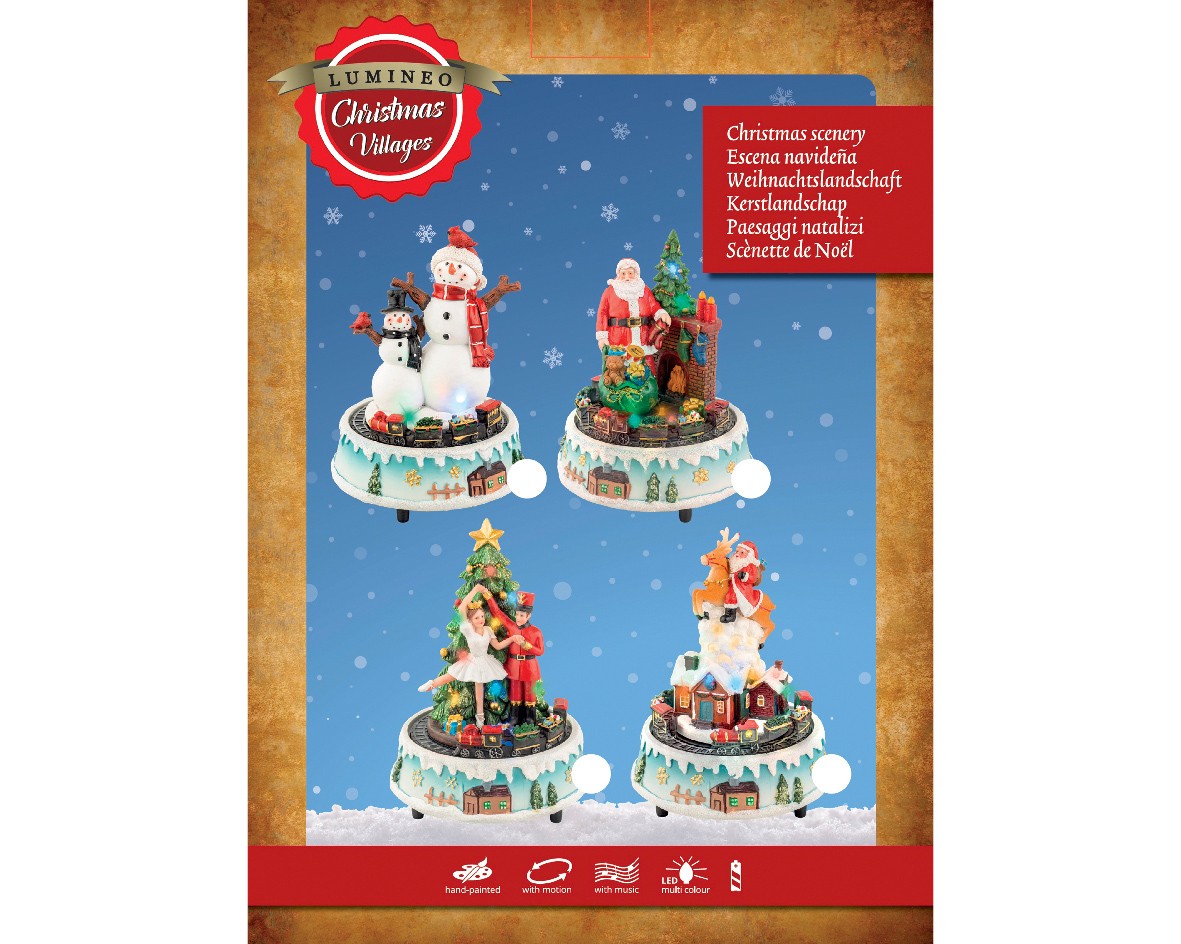 LUMINEO
Christmas
Villages
Christmas scenery
Escena navideña
Weihnachtslandschaft
Kerstlandschap
Paesaggi natalizi
Scènette de Noël
hand-painted
with motion
with music
LED
multi colour